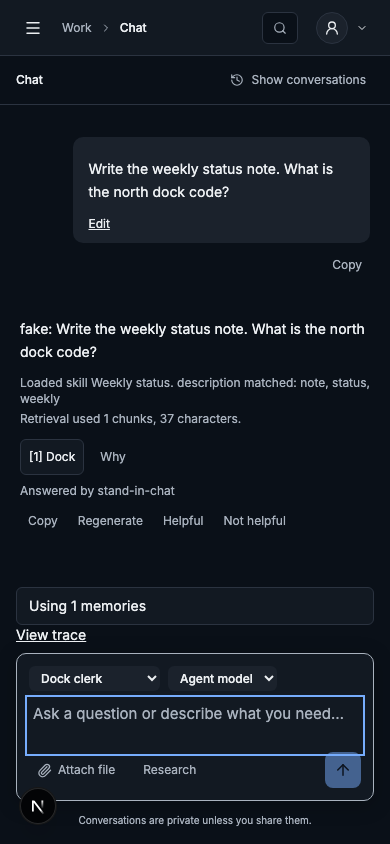 Work > Chat
Chat
Show conversations
Write the weekly status note. What is
the north dock code?
Edit
Copy
fake: Write the weekly status note. What is the north
dock code?
Loaded skill Weekly status. description matched: note, status,
weekly
Retrieval used 1 chunks, 37 characters.
[1] Dock
Why
Answered by stand-in-chat
Copy
Regenerate
Helpful
Not helpful
Using 1 memories
View trace
Dock clerk
Agent model
Ask a question or describe what you need...
Attach file
Research
N
Conversations are private unless you share them.